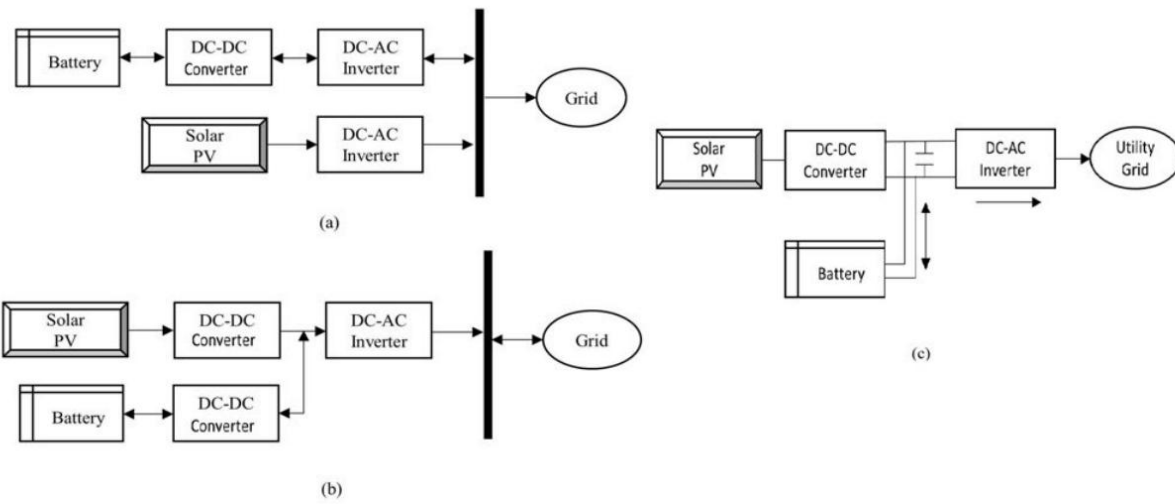 Battery
DC-DC
Converter
DC-AC
Inverter
Solar
PV
DC-AC
Inverter
Grid
(a)
Solar
PV
DC-DC
Converter
DC-AC
Inverter
Battery
DC-DC
Converter
Grid
(b)
Solar
PV
DC-DC
Converter
DC-AC
Inverter
Utility
Grid
Battery
(c)